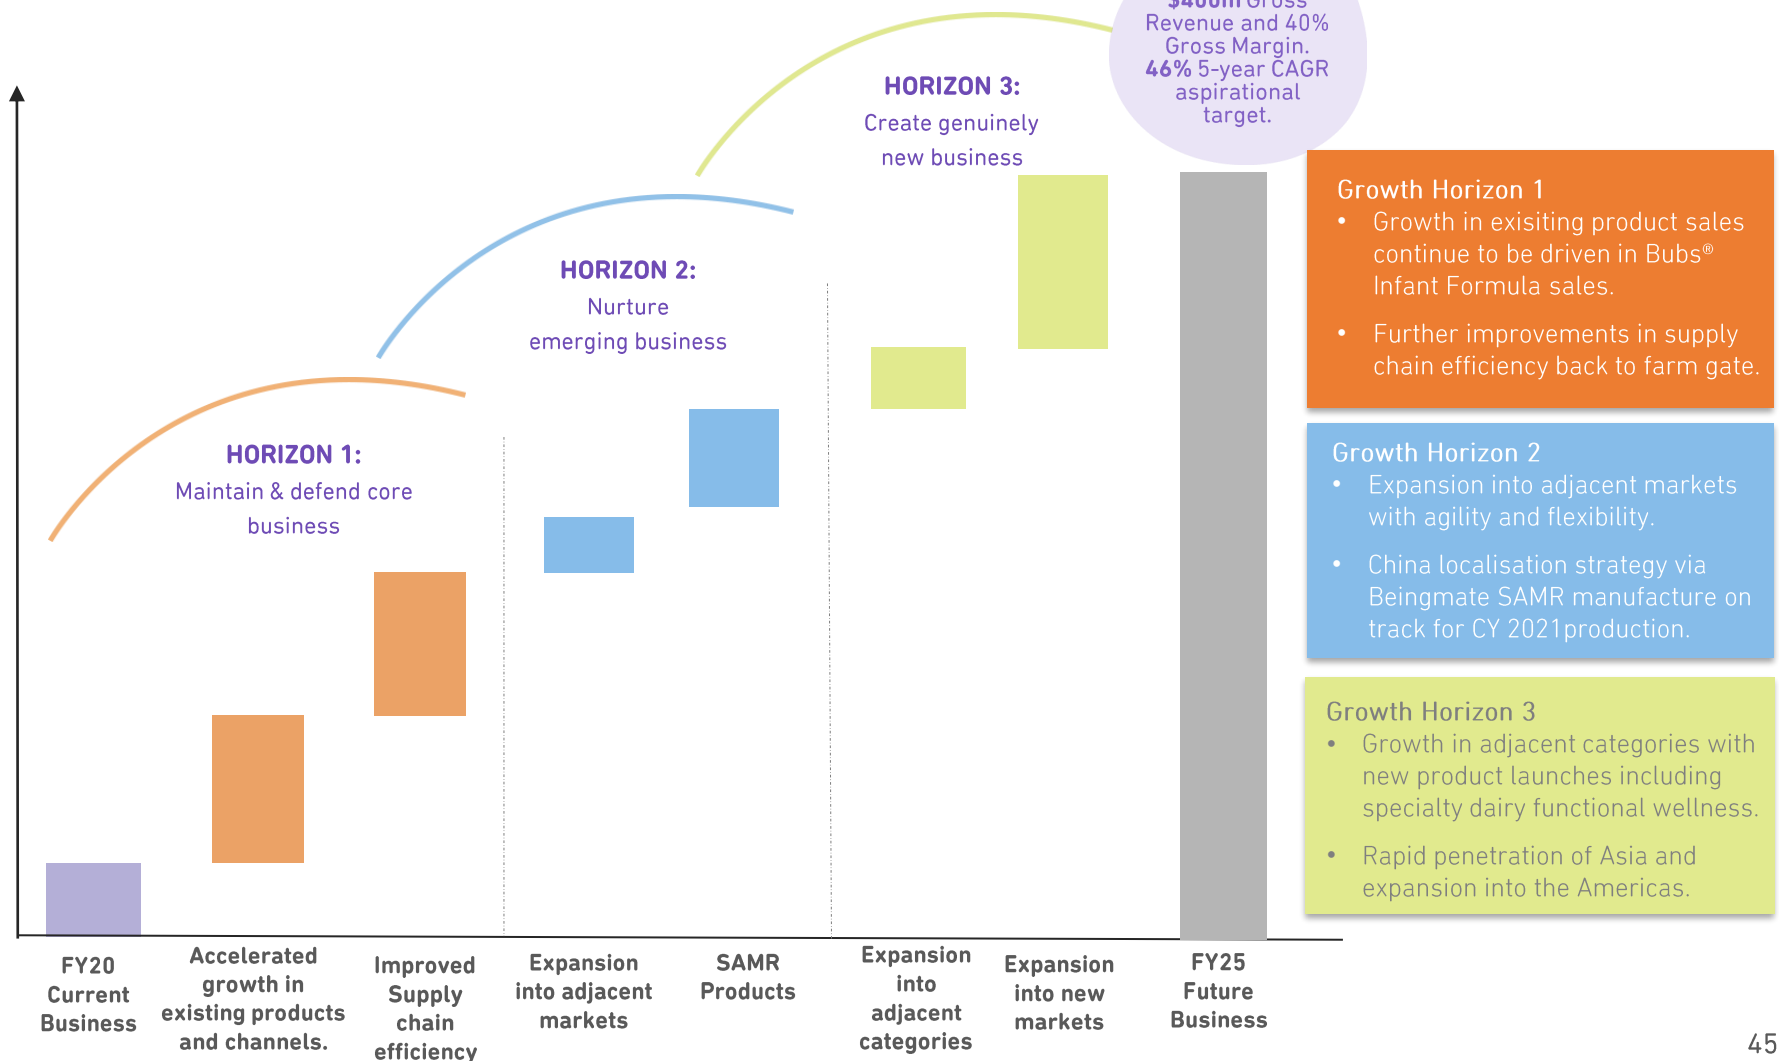 $400m Gross
Revenue and 40%
Gross Margin.
46% 5-year CAGR
aspirational
target.
HORIZON 3:
Create genuinely
new business
HORIZON 2:
Nurture
emerging business
HORIZON 1:
Maintain & defend core
business
Growth Horizon 1
• Growth in exisiting product sales
continue to be driven in Bubs®
Infant Formula sales.
• Further improvements in supply
chain efficiency back to farm gate.
Growth Horizon 2
• Expansion into adjacent markets
with agility and flexibility.
• China localisation strategy via
Beingmate SAMR manufacture on
track for CY 2021production.
Growth Horizon 3
• Growth in adjacent categories with
new product launches including
specialty dairy functional wellness.
• Rapid penetration of Asia and
expansion into the Americas.
FY20
Current
Business
Accelerated
growth in
existing products
and channels.
Improved
Supply
chain
efficiency
Expansion
into adjacent
markets
SAMR
Products
Expansion
into
adjacent
categories
Expansion
into new
markets
FY25
Future
Business
45